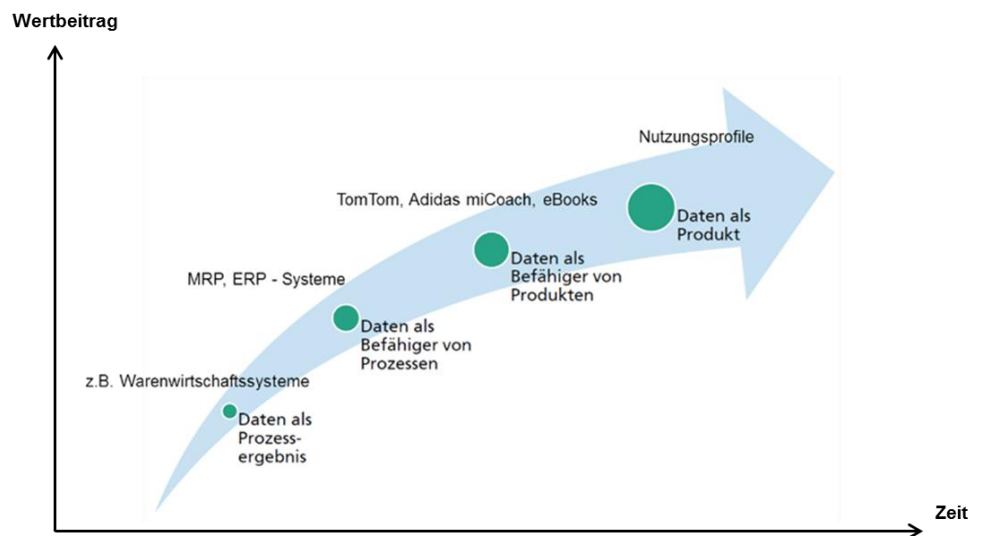 Wertbeitrag
Nutzungsprofile
TomTom, Adidas miCoach, eBooks
Daten als
Produkt
Daten als
Befähiger von
Produkten
MRP, ERP - Systeme
Daten als
Befähiger von
Prozessen
z.B. Warenwirtschaftssysteme
Daten als
Prozess-
ergebnis
Zeit